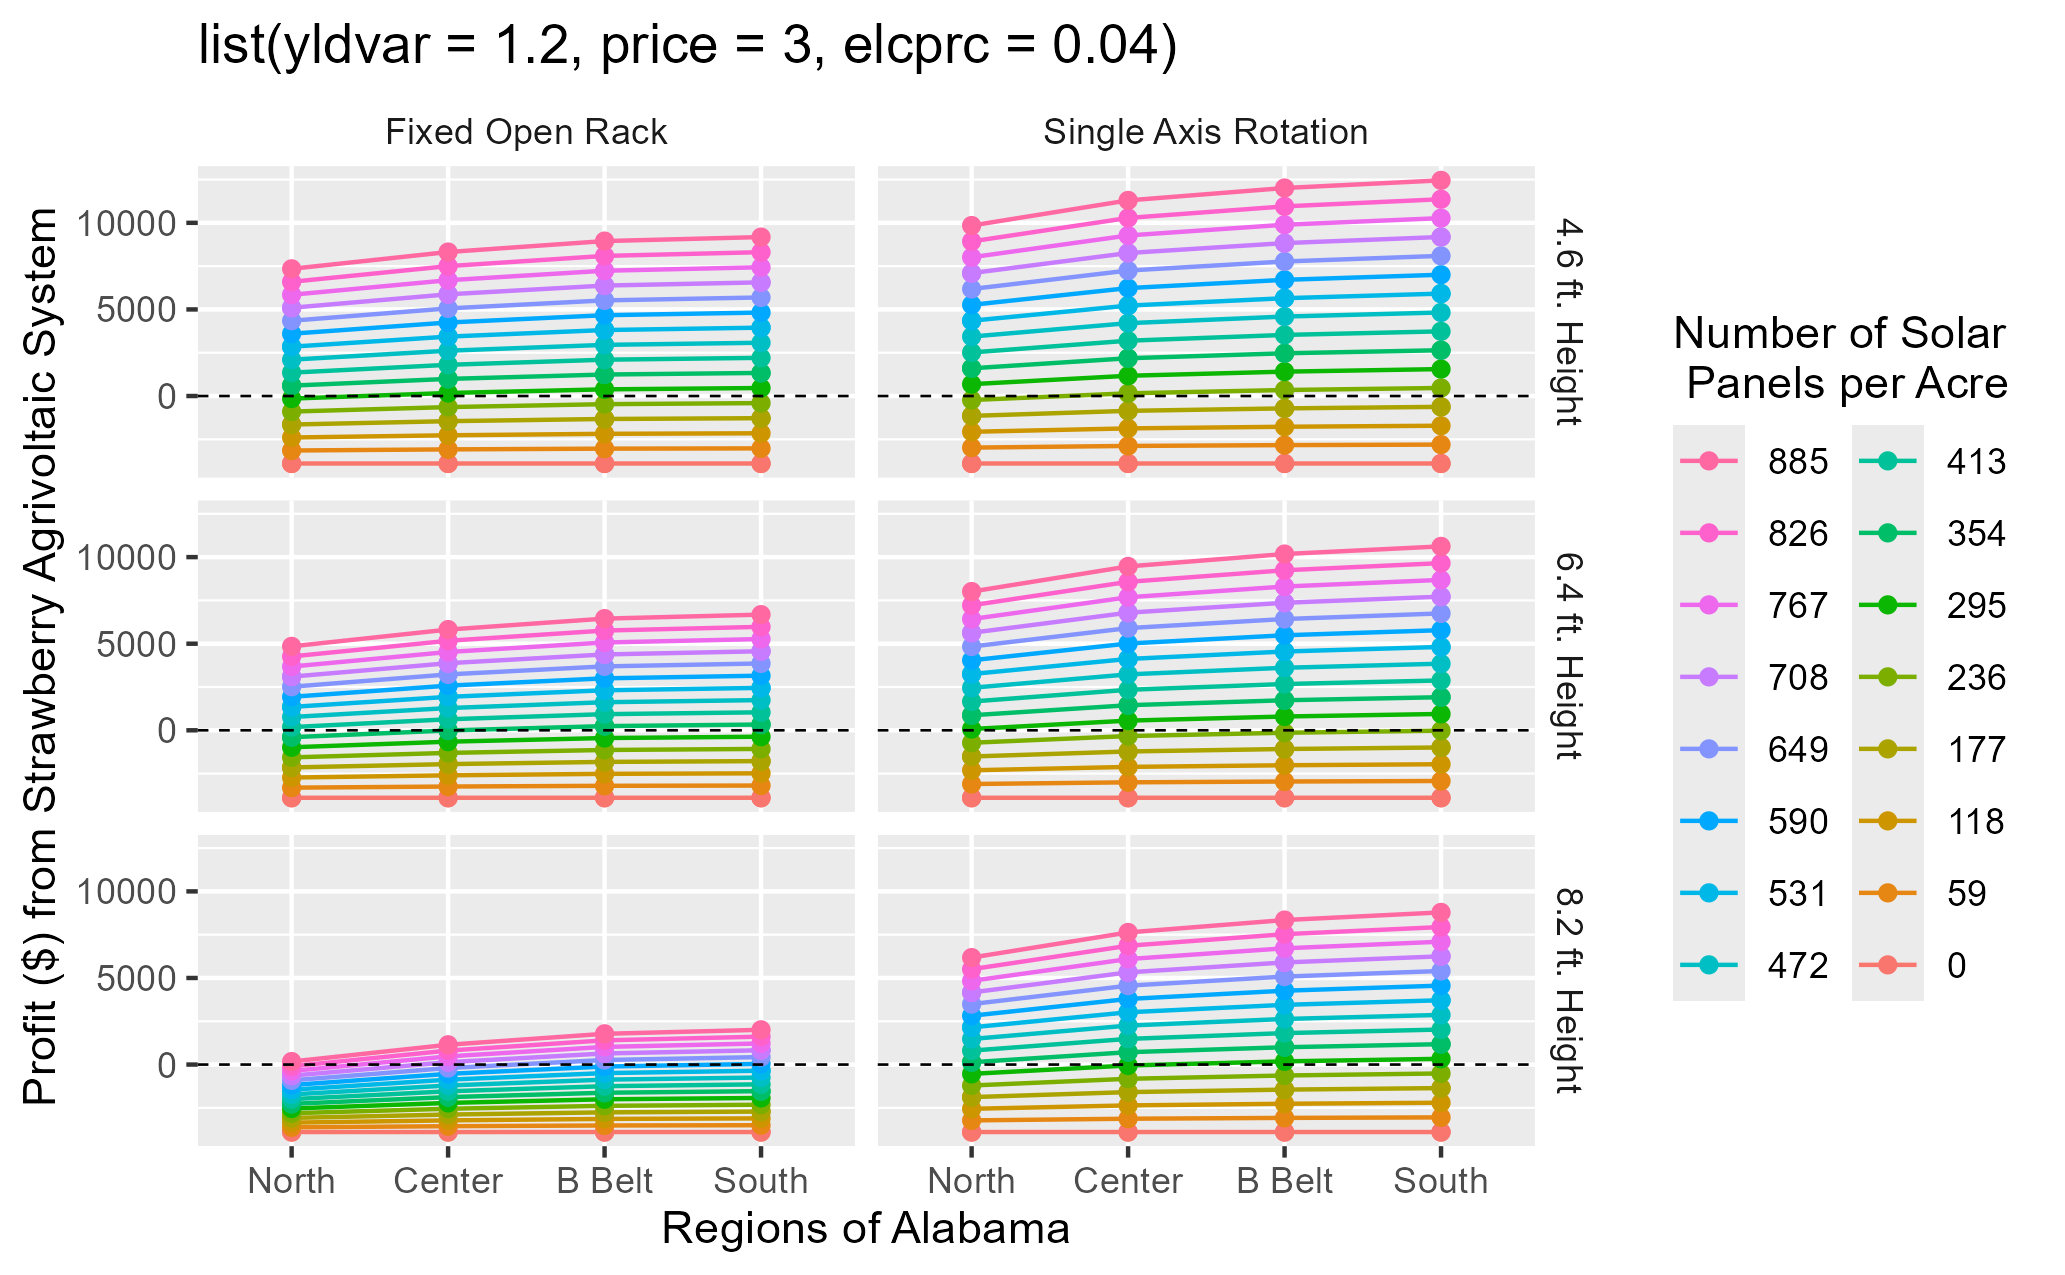 list(yldvar = 1.2, price = 3, elcprc = 0.04)
Fixed Open Rack
Single Axis Rotation
Profit ($) from Strawberry Agrivoltaic System
10000
5000
0
4.6 ft. Height
10000
5000
0
6.4 ft. Height
10000
5000
0
8.2 ft. Height
North
Center
B Belt
South
North
Center
B Belt
South
Regions of Alabama
Number of Solar
Panels per Acre
885
826
767
708
649
590
531
472
413
354
295
236
177
118
59
0